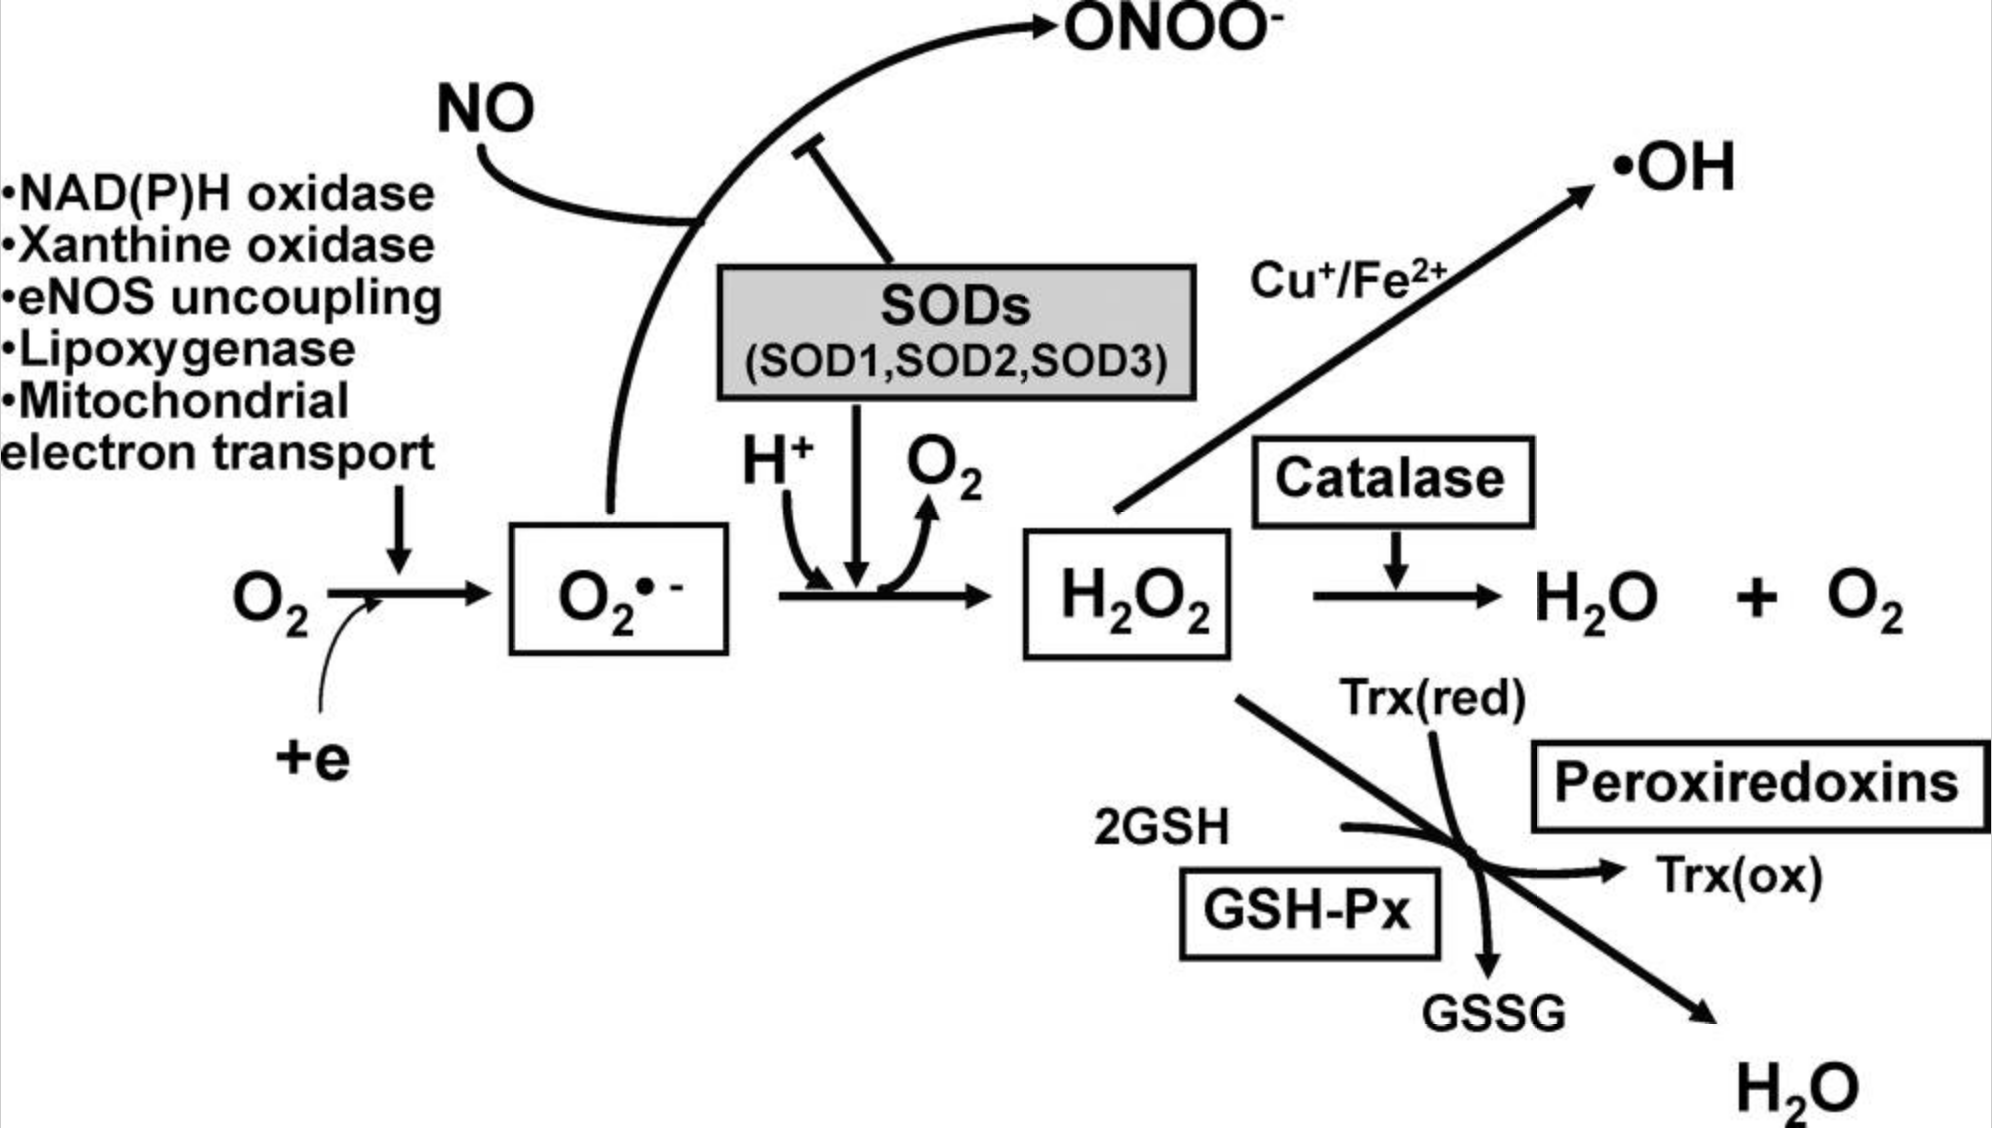 ONOO⁻
NO
•OH
•NAD(P)H oxidase
•Xanthine oxidase
•eNOS uncoupling
•Lipoxygenase
•Mitochondrial
electron transport
Cu⁺/Fe²⁺
SODs
(SOD1,SOD2,SOD3)
H⁺
O₂
Catalase
O₂
O₂•⁻
H₂O₂
H₂O + O₂
+e
Trx(red)
Peroxiredoxins
2GSH
Trx(ox)
GSH-Px
GSSG
H₂O